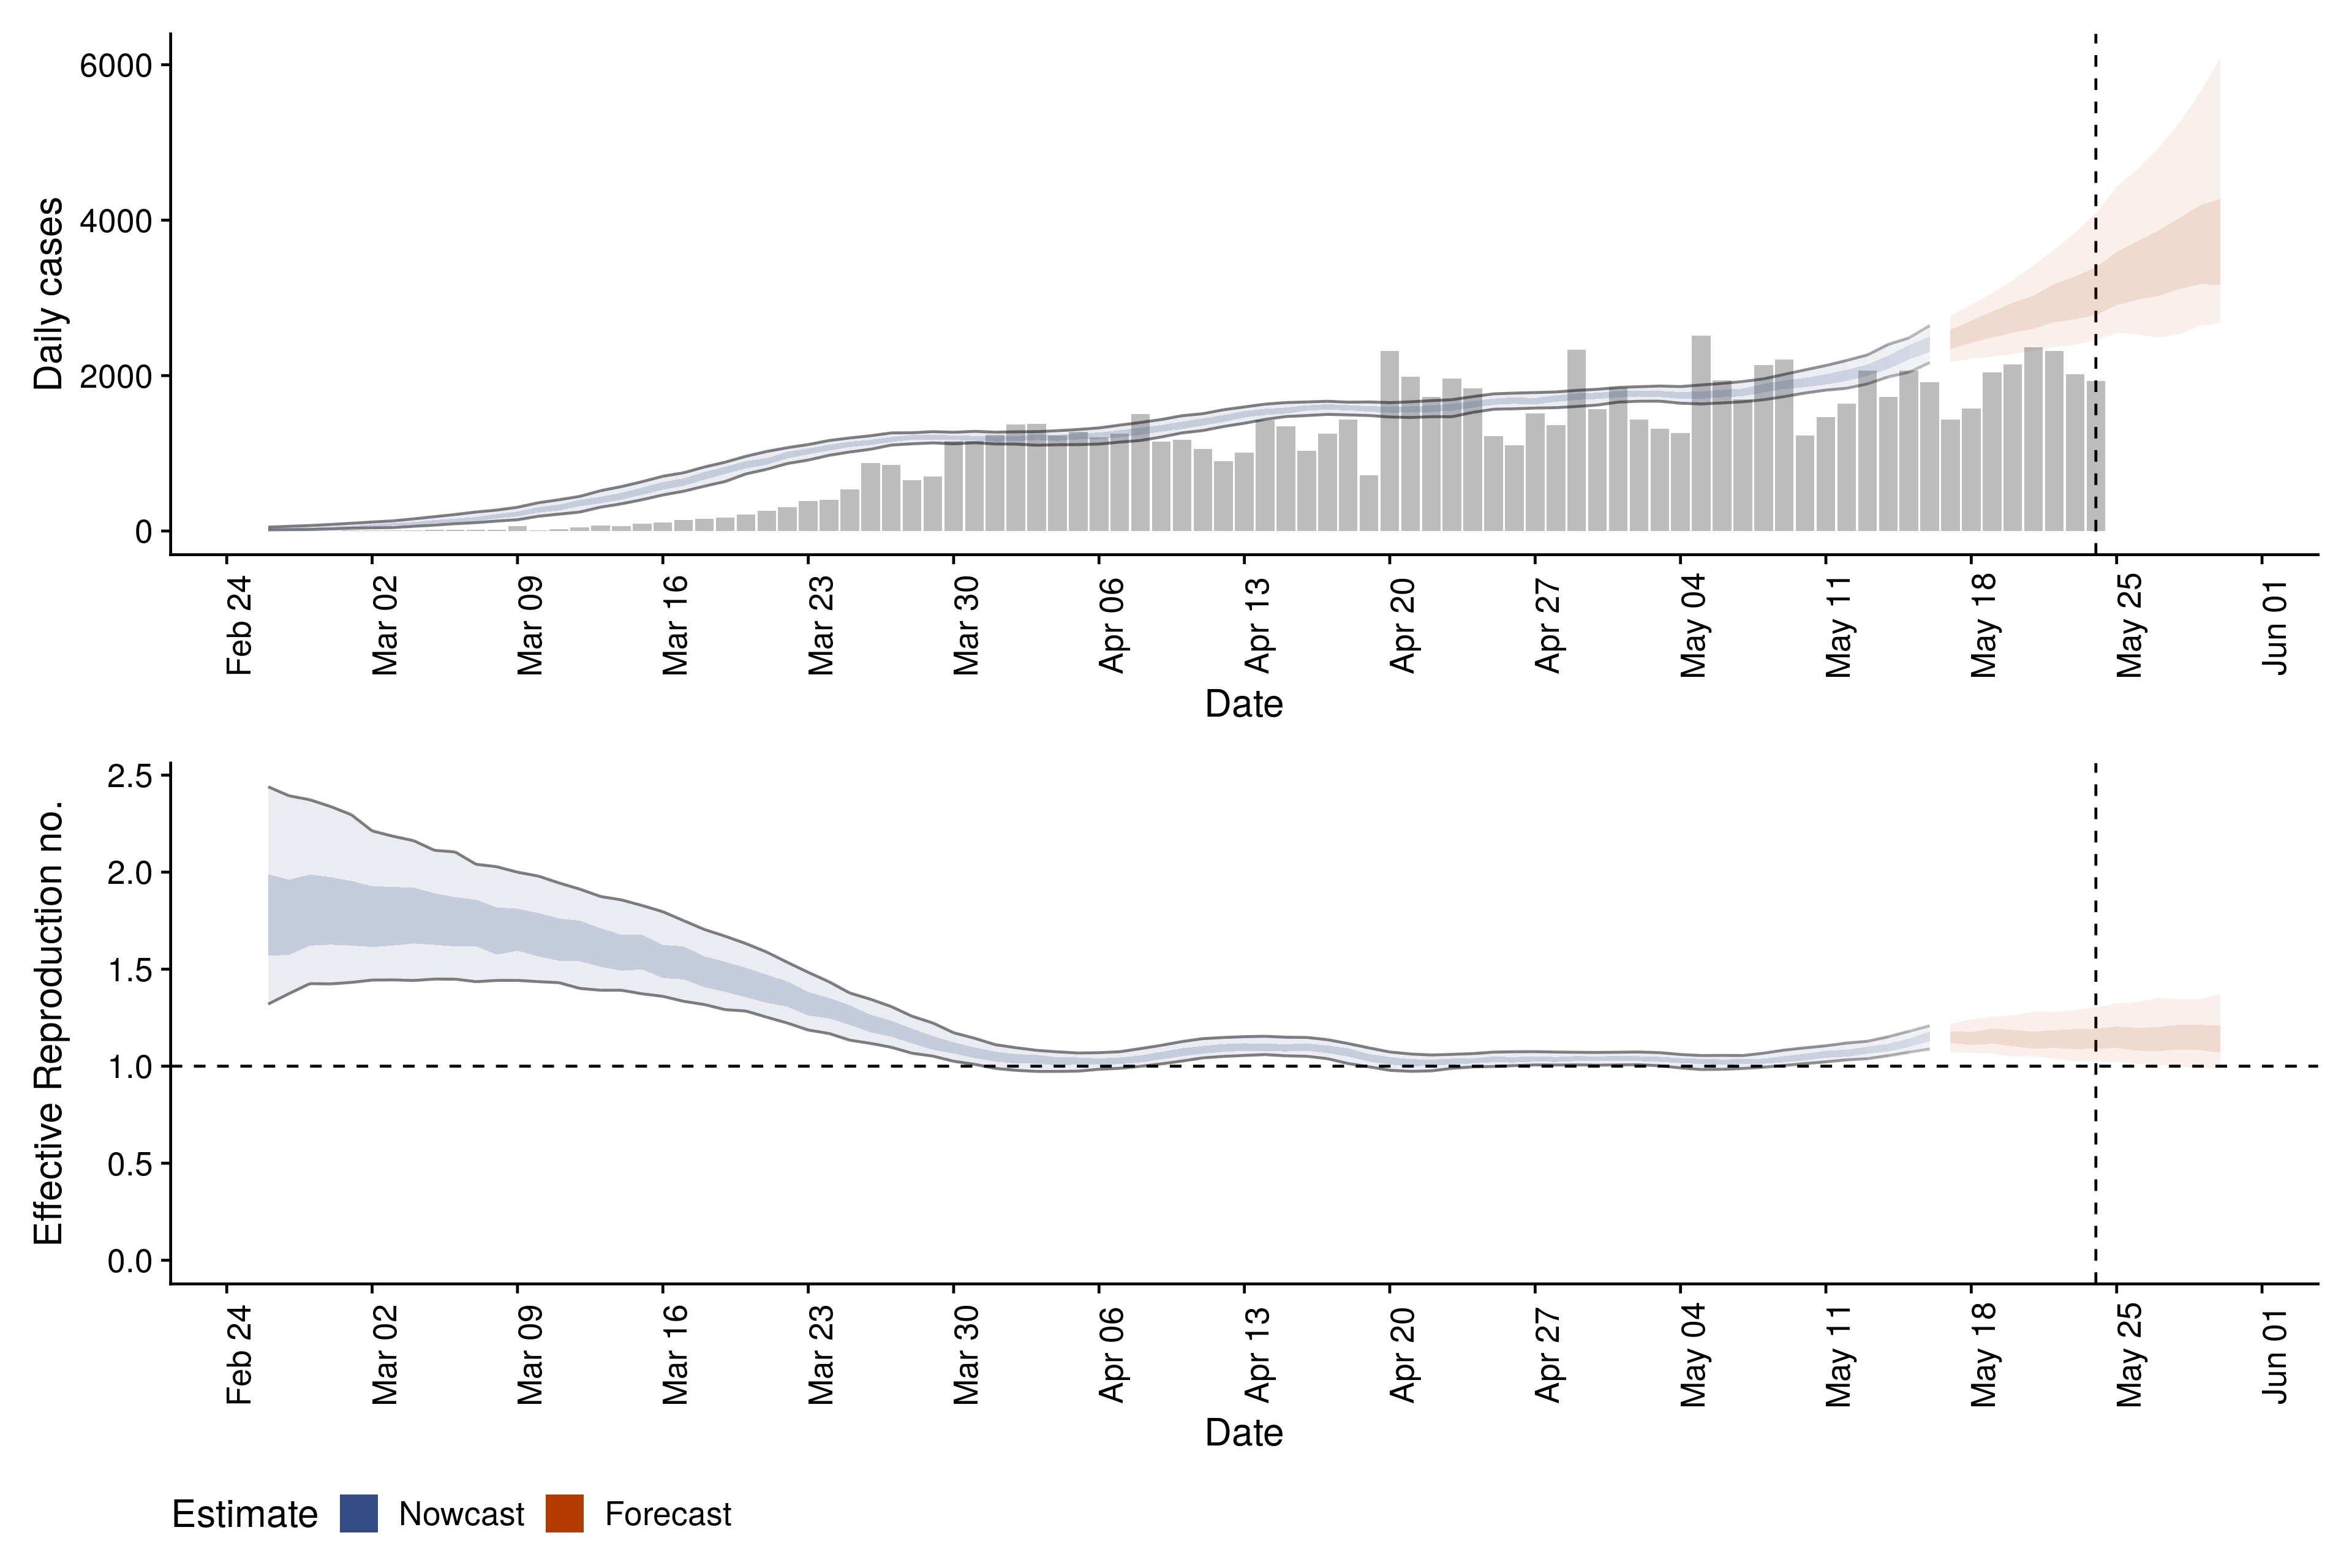 Daily cases
6000
4000
2000
0
Feb 24
Mar 02
Mar 09
Mar 16
Mar 23
Mar 30
Apr 06
Apr 13
Apr 20
Apr 27
May 04
May 11
May 18
May 25
Jun 01
Date
Effective Reproduction no.
2.5
2.0
1.5
1.0
0.5
0.0
Feb 24
Mar 02
Mar 09
Mar 16
Mar 23
Mar 30
Apr 06
Apr 13
Apr 20
Apr 27
May 04
May 11
May 18
May 25
Jun 01
Date
Estimate Nowcast Forecast